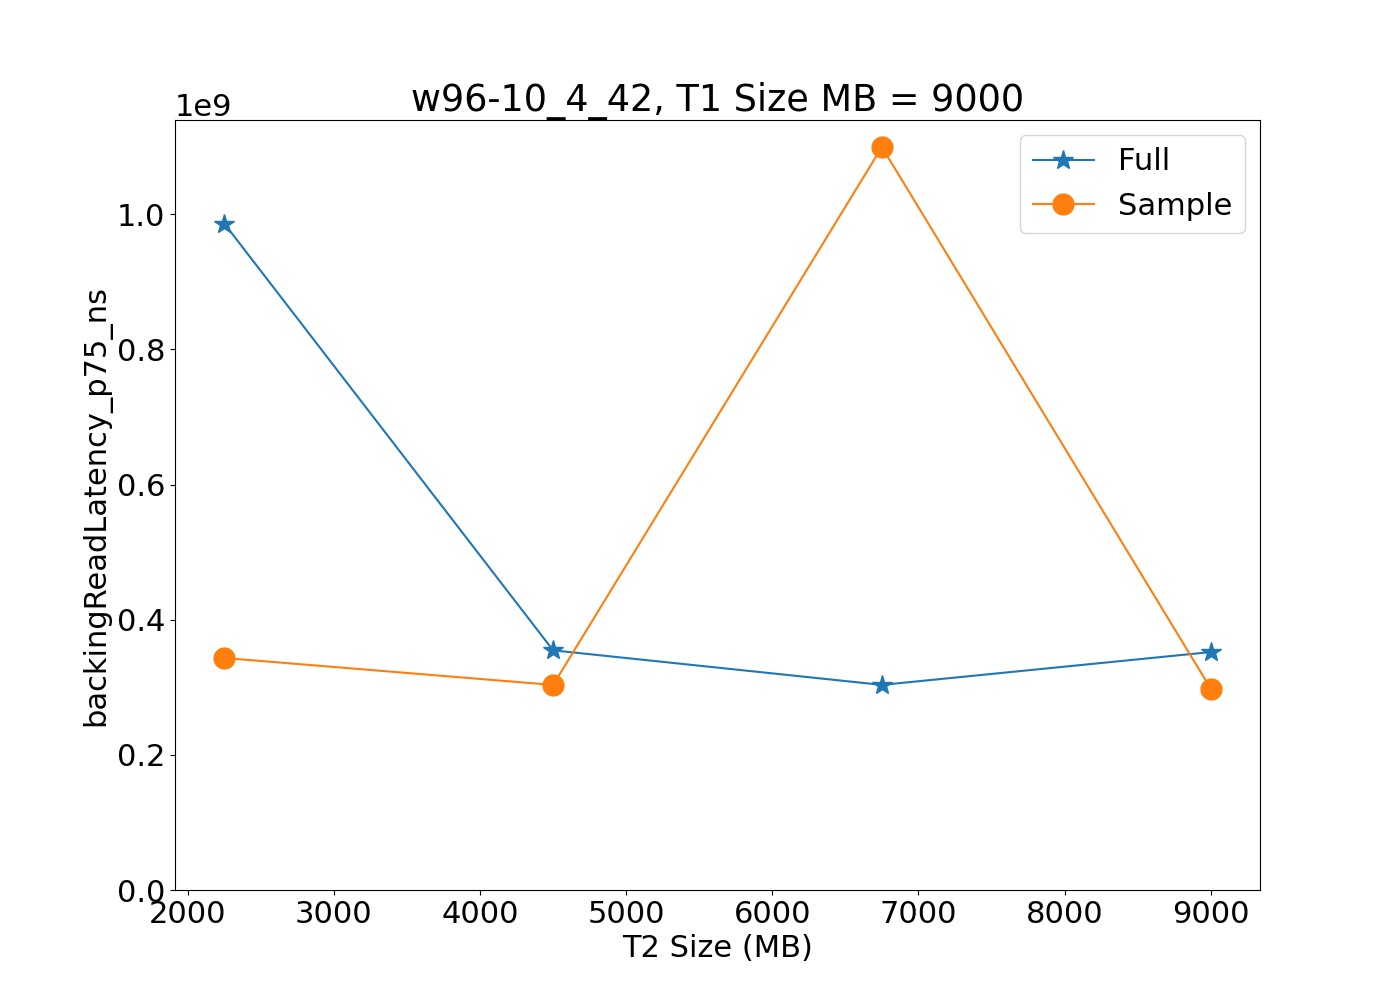 w96-10_4_42, T1 Size MB = 9000
1e9
Full
Sample
1.0
0.8
0.6
0.4
0.2
0.0
backingReadLatency_p75_ns
2000 3000 4000 5000 6000 7000 8000 9000
T2 Size (MB)